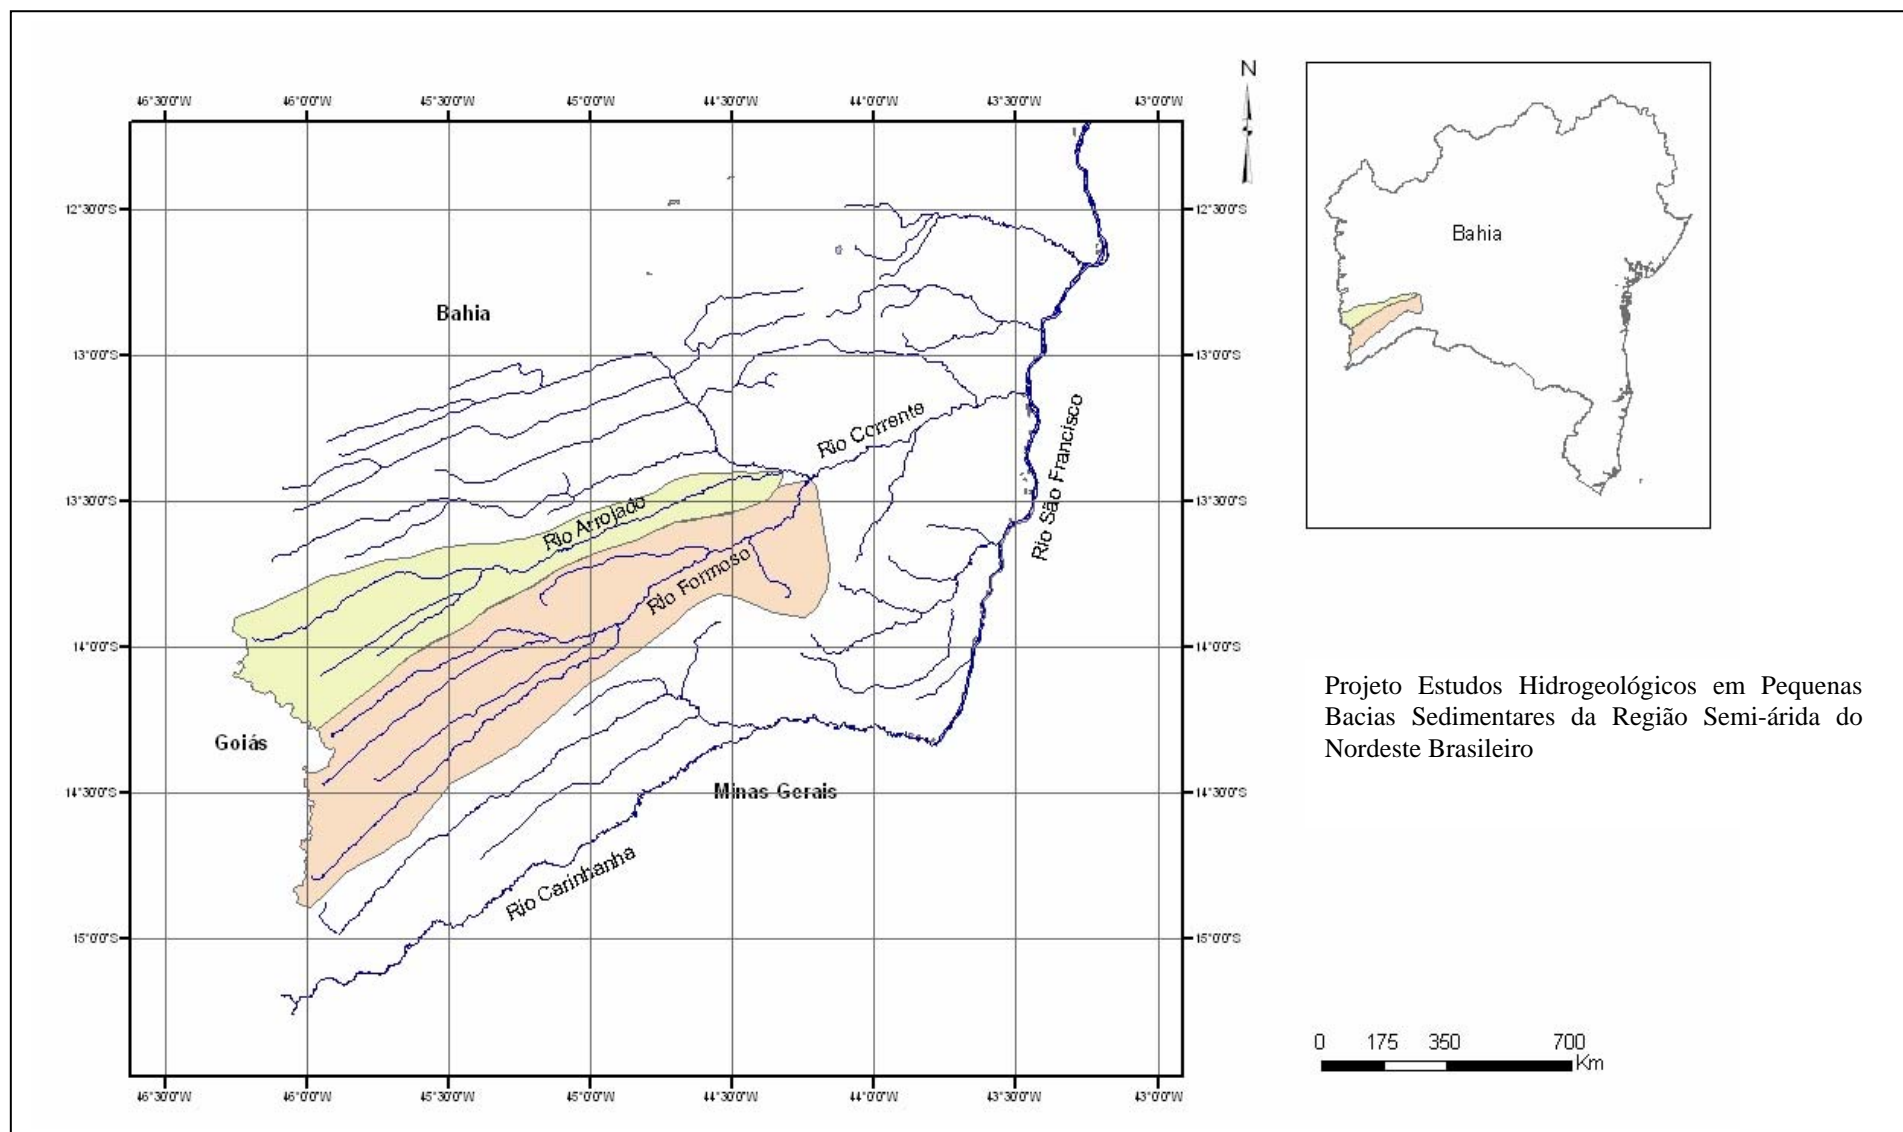 N
46°30'0"W 46°0'0"W 45°30'0"W 45°0'0"W 44°30'0"W 44°0'0"W 43°30'0"W 43°0'0"W
12°30'0"S 12°30'0"S
Bahia
Bahia
13°0'0"S 13°0'0"S
Rio Corrente
Rio São Francisco
13°30'0"S 13°30'0"S
Rio Arrojado
Rio Formoso
14°0'0"S 14°0'0"S
Projeto Estudos Hidrogeológicos em Pequenas
Bacias Sedimentares da Região Semi-árida do
Nordeste Brasileiro
Goiás
14°30'0"S Minas Gerais 14°30'0"S
Rio Carinhanha
15°0'0"S 15°0'0"S
0 175 350 700
Km
46°30'0"W 46°0'0"W 45°30'0"W 45°0'0"W 44°30'0"W 44°0'0"W 43°30'0"W 43°0'0"W